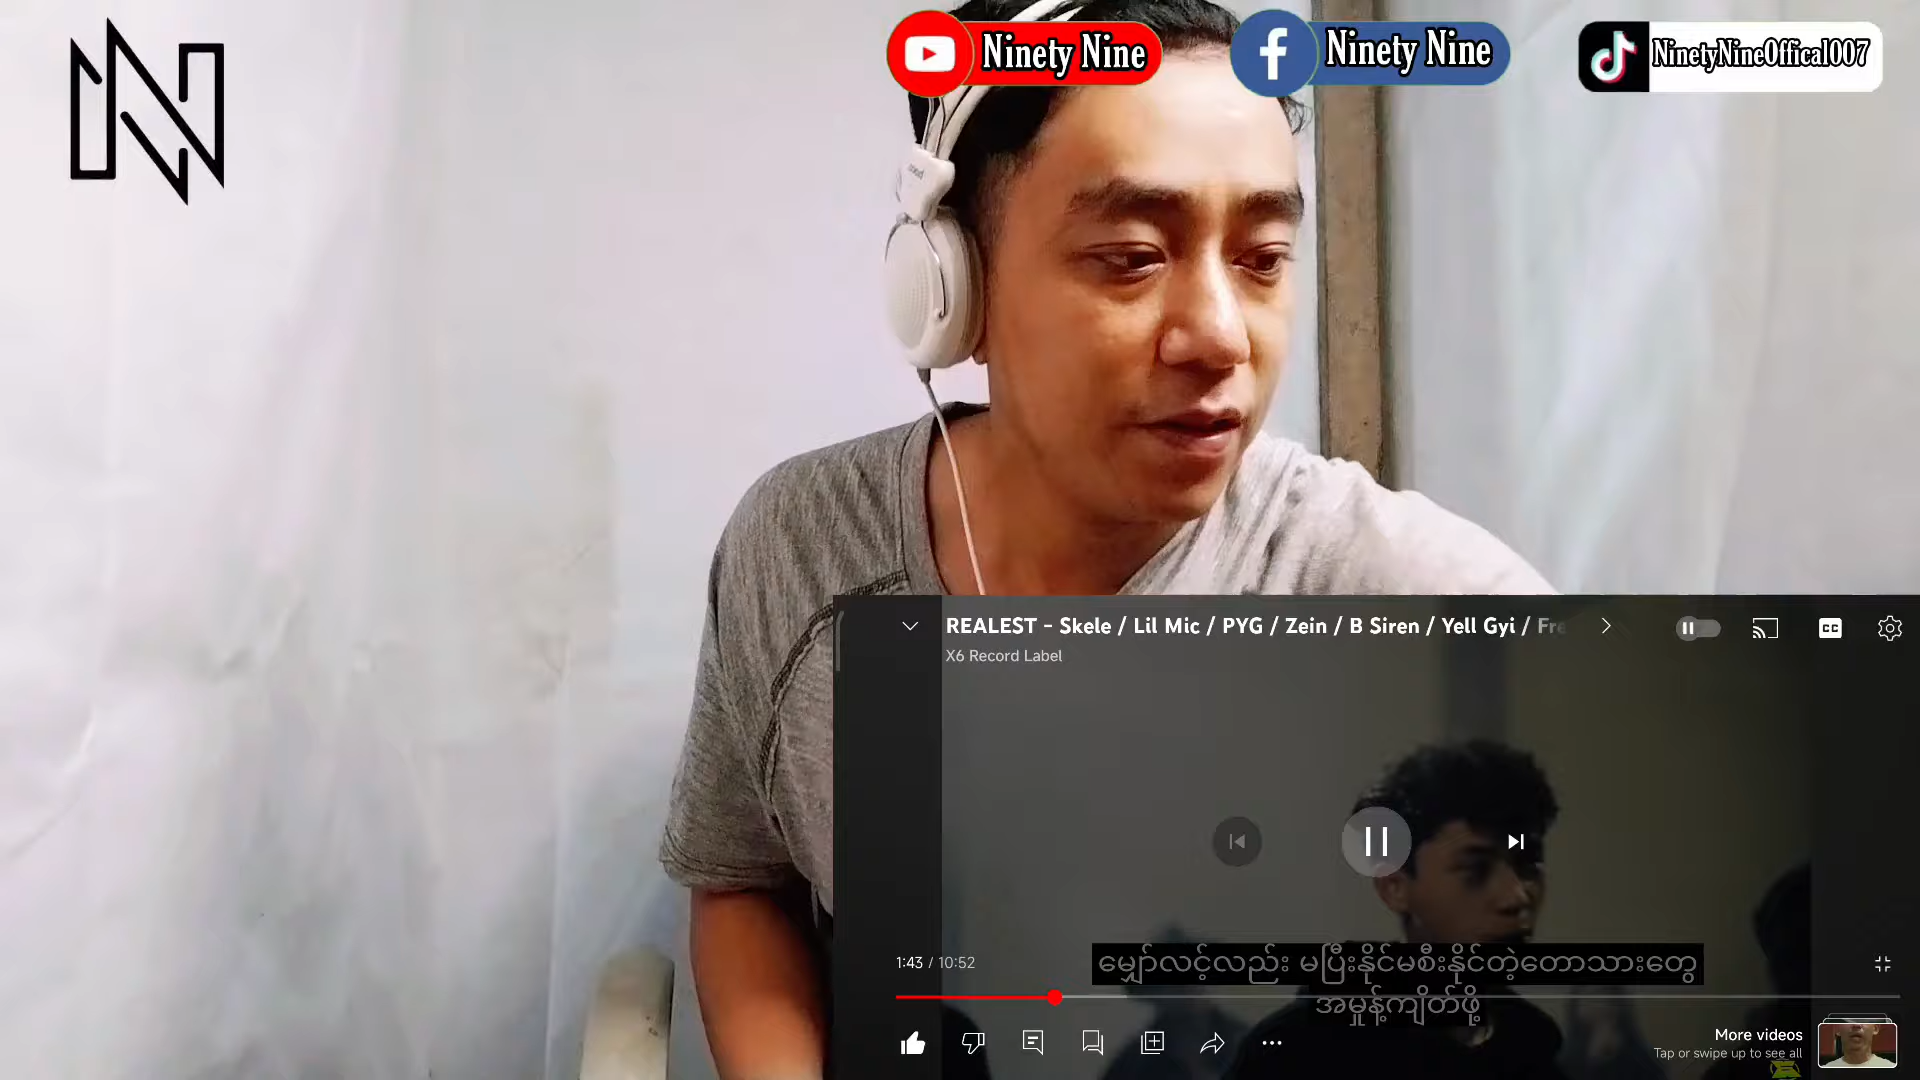 Ninety Nine
Ninety Nine
NinetyNineOffical007
REALEST - Skele / Lil Mic / PYG / Zein / B Siren / Yell Gyi / Fre
X6 Record Label
CC
1:43 / 10:52
မျှော်လင့်လည်း မပြီးနိုင်မစီးနိုင်တဲ့တောသားတွေ
အမှုန့်ကျိတ်ဖို့
More videos
Tap or swipe up to see all